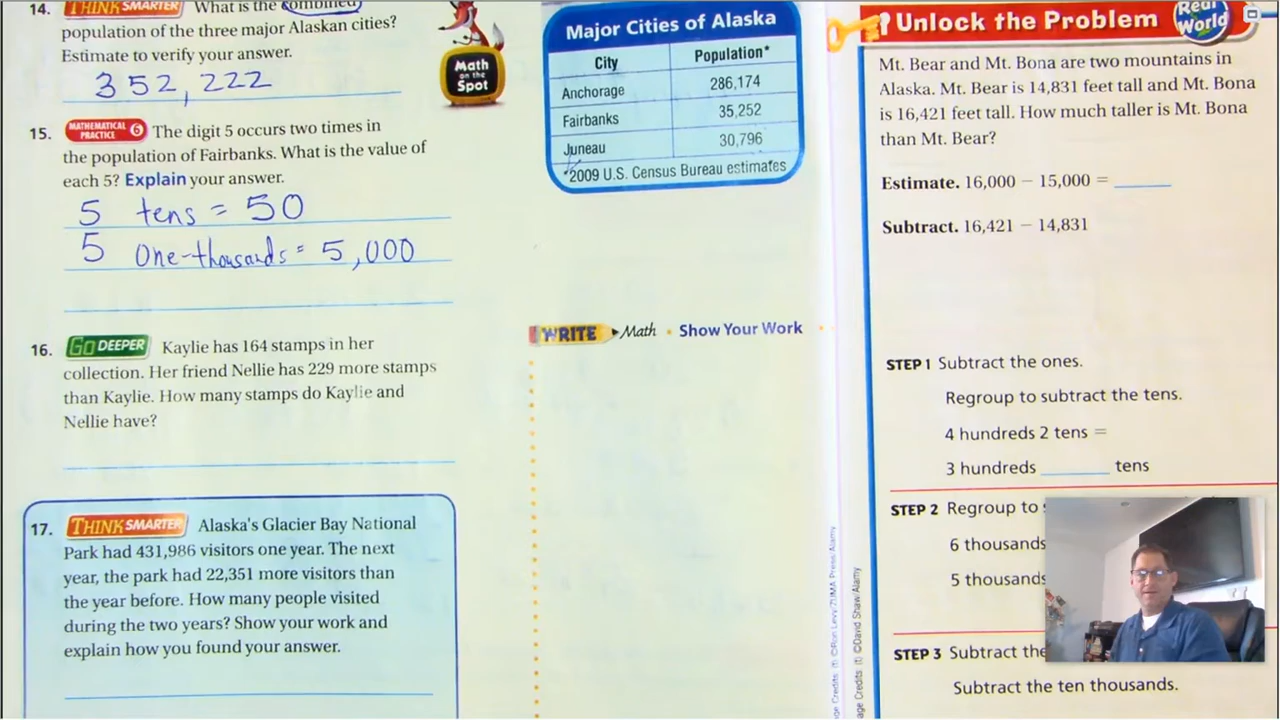 14. THINK SMARTER What is the combined
population of the three major Alaskan cities?
Estimate to verify your answer.
352,222
15. MATHEMATICAL PRACTICE 6 The digit 5 occurs two times in
the population of Fairbanks. What is the value of
each 5? Explain your answer.
5 tens = 50
5 one-thousands = 5,000
16. GO DEEPER Kaylie has 164 stamps in her
collection. Her friend Nellie has 229 more stamps
than Kaylie. How many stamps do Kaylie and
Nellie have?
17. THINK SMARTER Alaska's Glacier Bay National
Park had 431,986 visitors one year. The next
year, the park had 22,351 more visitors than
the year before. How many people visited
during the two years? Show your work and
explain how you found your answer.
Math
on the
Spot
Major Cities of Alaska
City Population*
Anchorage 286,174
Fairbanks 35,252
Juneau 30,796
*2009 U.S. Census Bureau estimates
WRITE Math • Show Your Work
Unlock the Problem Real World
Mt. Bear and Mt. Bona are two mountains in
Alaska. Mt. Bear is 14,831 feet tall and Mt. Bona
is 16,421 feet tall. How much taller is Mt. Bona
than Mt. Bear?
Estimate. 16,000 − 15,000 =
Subtract. 16,421 − 14,831
STEP 1 Subtract the ones.
Regroup to subtract the tens.
4 hundreds 2 tens =
3 hundreds tens
STEP 2 Regroup to
6 thousands
5 thousands
STEP 3 Subtract the
Subtract the ten thousands.
(t) ©Ron Levy/ZUMA Press/Alamy
age Credits: (t) ©David Shaw/Alamy